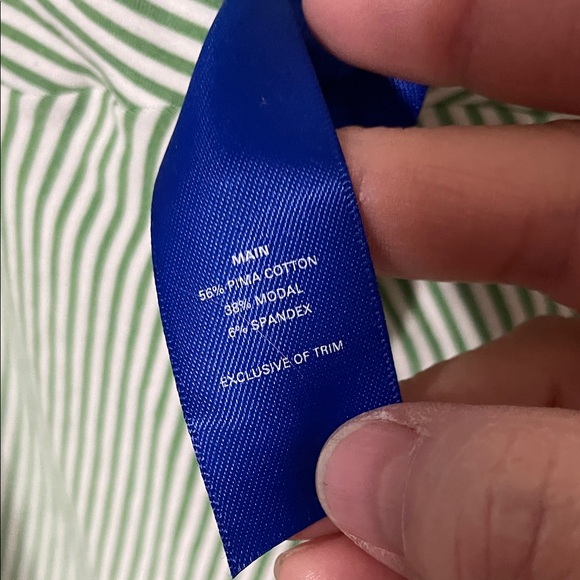 MAIN
56% PIMA COTTON
38% MODAL
6% SPANDEX
EXCLUSIVE OF TRIM